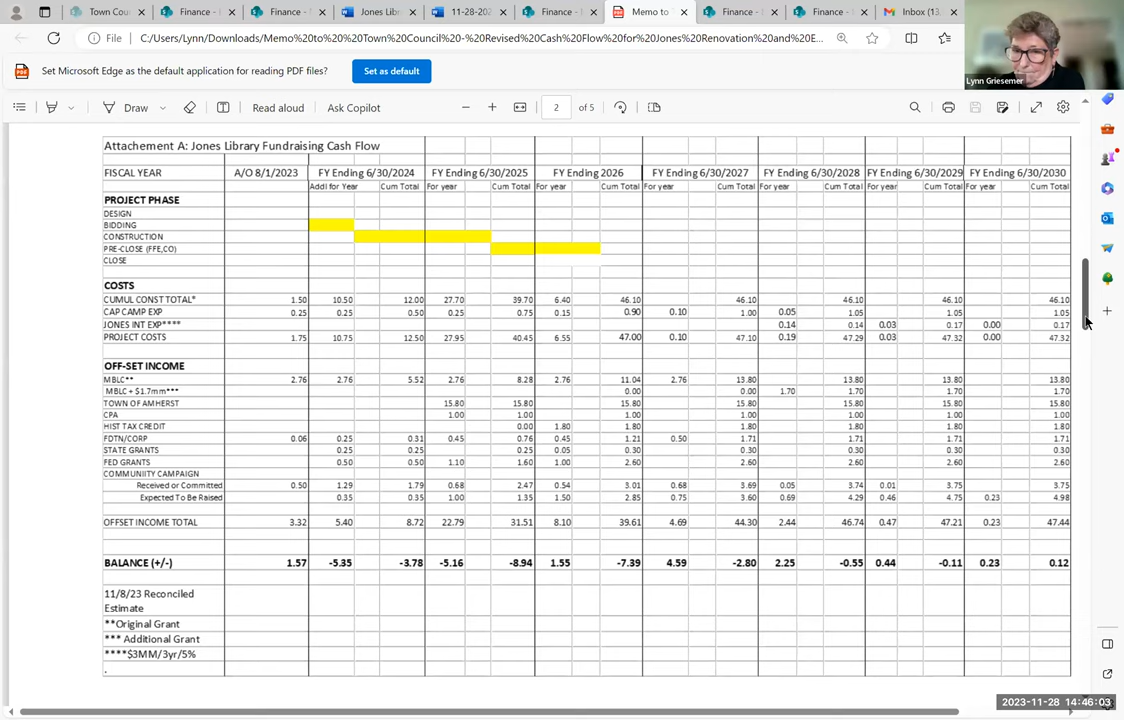 Town Cour
Finance -
Finance -
Jones Libr
11-28-202
Finance -
Memo to
Finance -
Finance -
Inbox (13,
File C:/Users/Lynn/Downloads/Memo%20to%20%20Town%20Council%20-%20Revised%20Cash%20Flow%20for%20Jones%20Renovation%20and%20E...
Set Microsoft Edge as the default application for reading PDF files? Set as default
Lynn Griesemer
Draw Read aloud Ask Copilot 2 of 5
Attachement A: Jones Library Fundraising Cash Flow
FISCAL YEAR A/O 8/1/2023 FY Ending 6/30/2024 FY Ending 6/30/2025 FY Ending 2026 FY Ending 6/30/2027 FY Ending 6/30/2028 FY Ending 6/30/2029 FY Ending 6/30/2030
Addl for Year Cum Total For year Cum Total For year Cum Total For year Cum Total For year Cum Total For year Cum Total For year Cum Total
PROJECT PHASE
DESIGN
BIDDING
CONSTRUCTION
PRE-CLOSE (FFE,CO)
CLOSE
COSTS
CUMUL CONST TOTAL* 1.50 10.50 12.00 27.70 39.70 6.40 46.10 46.10 46.10 46.10 46.10
CAP CAMP EXP 0.25 0.25 0.50 0.25 0.75 0.15 0.90 0.10 1.00 0.05 1.05 1.05 1.05
JONES INT EXP**** 0.14 0.14 0.03 0.17 0.00 0.17
PROJECT COSTS 1.75 10.75 12.50 27.95 40.45 6.55 47.00 0.10 47.10 0.19 47.29 0.03 47.32 0.00 47.32
OFF-SET INCOME
MBLC** 2.76 2.76 5.52 2.76 8.28 2.76 11.04 2.76 13.80 13.80 13.80 13.80
MBLC + $1.7mm*** 0.00 0.00 1.70 1.70 1.70 1.70
TOWN OF AMHERST 15.80 15.80 15.80 15.80 15.80 15.80 15.80
CPA 1.00 1.00 1.00 1.00 1.00 1.00 1.00
HIST TAX CREDIT 0.00 1.80 1.80 1.80 1.80 1.80 1.80
FDTN/CORP 0.06 0.25 0.31 0.45 0.76 0.45 1.21 0.50 1.71 1.71 1.71 1.71
STATE GRANTS 0.25 0.25 0.25 0.05 0.30 0.30 0.30 0.30 0.30
FED GRANTS 0.50 0.50 1.10 1.60 1.00 2.60 2.60 2.60 2.60 2.60
COMMUNIITY CAMPAIGN
Received or Committed 0.50 1.29 1.79 0.68 2.47 0.54 3.01 0.68 3.69 0.05 3.74 0.01 3.75 3.75
Expected To Be Raised 0.35 0.35 1.00 1.35 1.50 2.85 0.75 3.60 0.69 4.29 0.46 4.75 0.23 4.98
OFFSET INCOME TOTAL 3.32 5.40 8.72 22.79 31.51 8.10 39.61 4.69 44.30 2.44 46.74 0.47 47.21 0.23 47.44
BALANCE (+/-) 1.57 -5.35 -3.78 -5.16 -8.94 1.55 -7.39 4.59 -2.80 2.25 -0.55 0.44 -0.11 0.23 0.12
11/8/23 Reconciled
Estimate
**Original Grant
*** Additional Grant
****$3MM/3yr/5%
.
2023-11-28 14:46:03